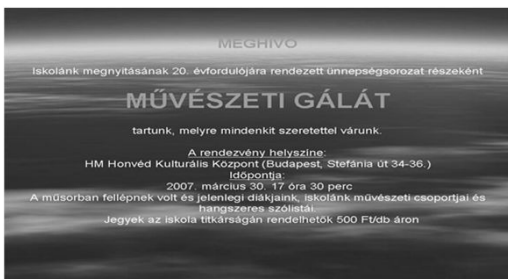 MEGHÍVÓ
Iskolánk megnyitásának 20. évfordulójára rendezett ünnepségsorozat részeként
MŰVÉSZETI GÁLÁT
tartunk, melyre mindenkit szeretettel várunk.
A rendezvény helyszíne:
HM Honvéd Kulturális Központ (Budapest, Stefánia út 34-36.)
Időpontja:
2007. március 30. 17 óra 30 perc
A műsorban fellépnek volt és jelenlegi diákjaink, iskolánk művészeti csoportjai és
hangszeres szólistái.
Jegyek az iskola titkárságán rendelhetők 500 Ft/db áron